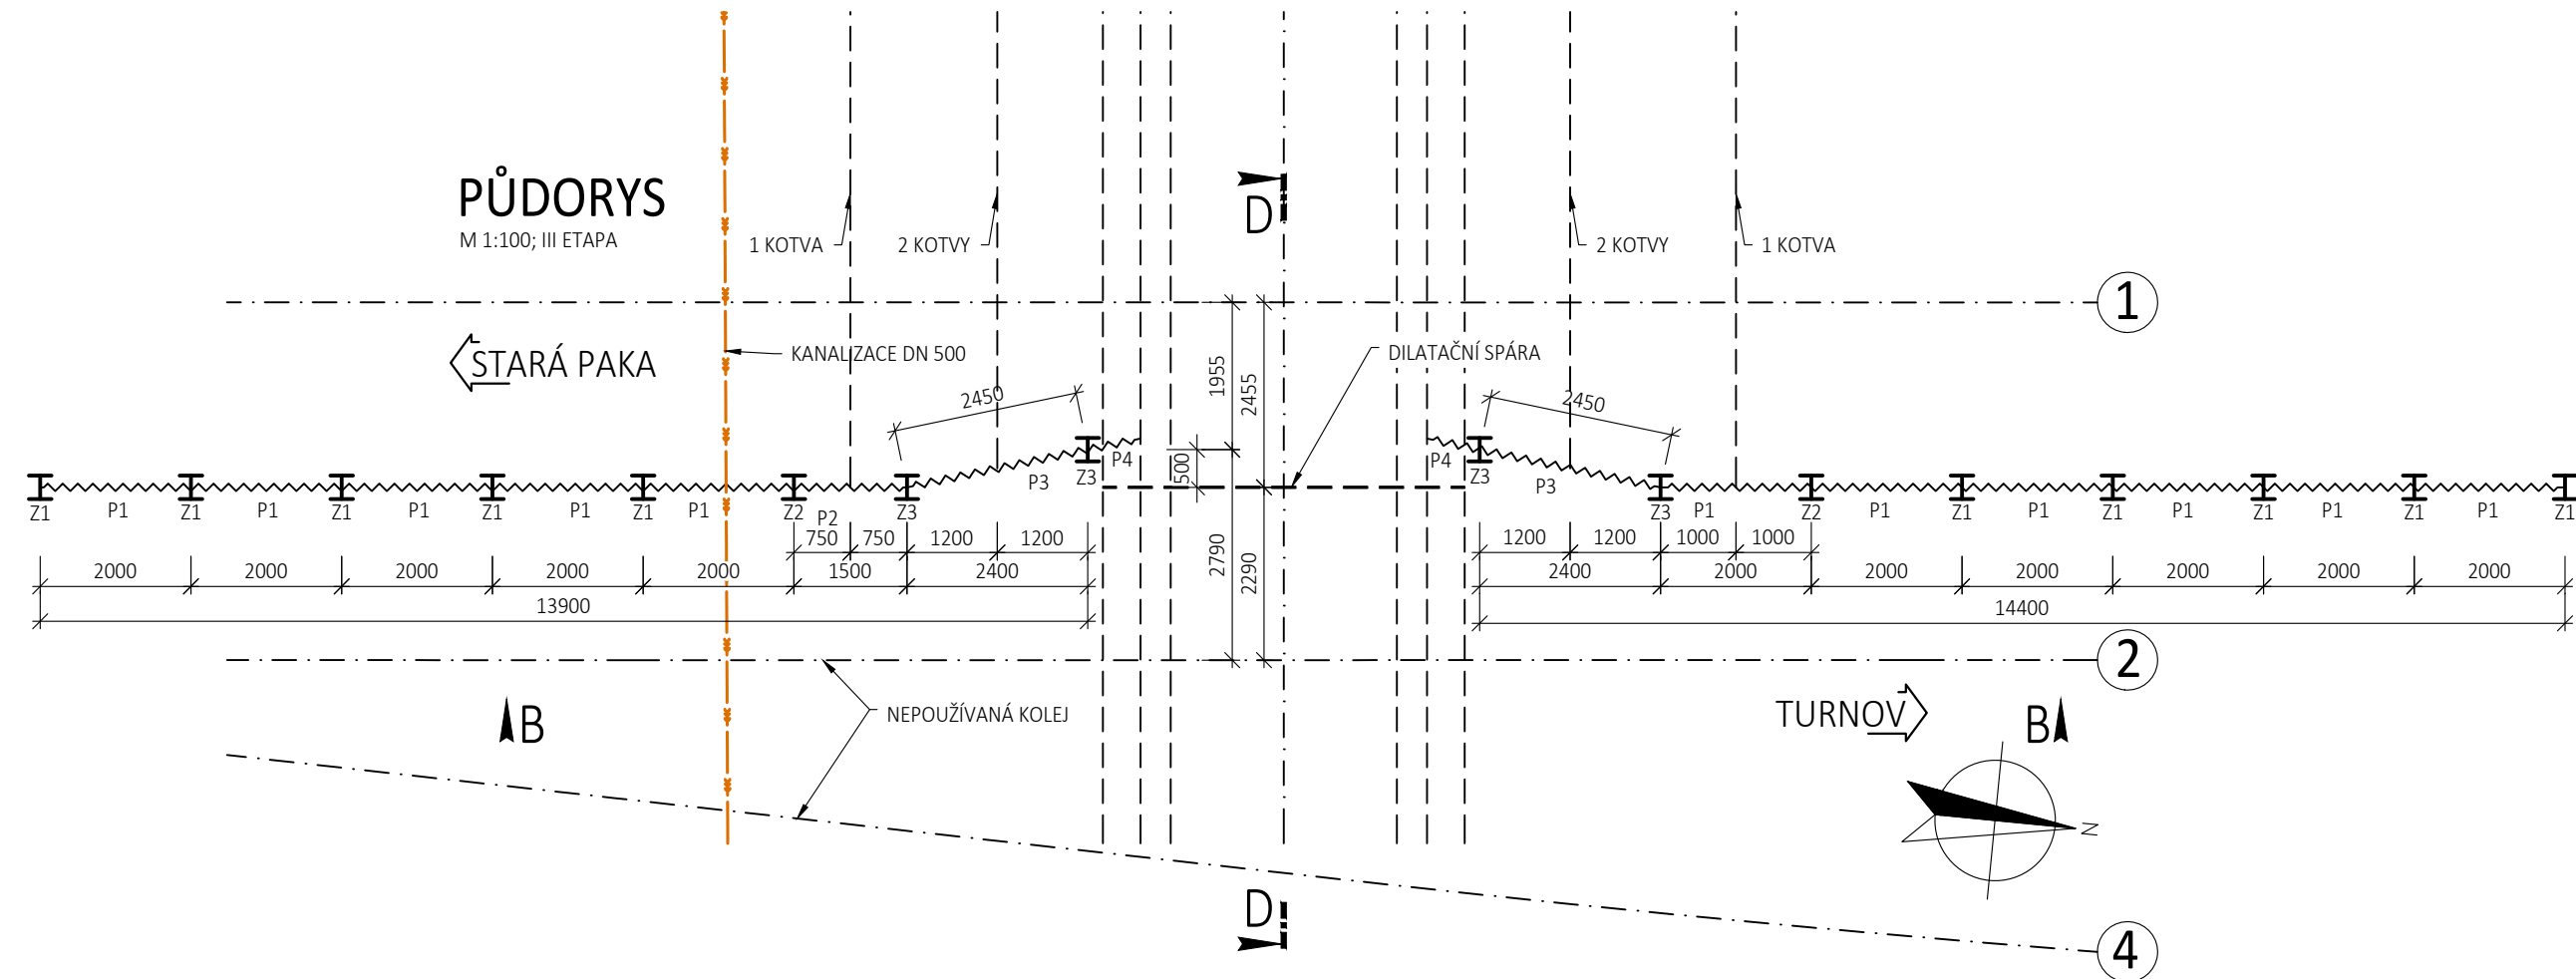 PŮDORYS
M 1:100; III ETAPA
1 KOTVA
2 KOTVY
D
2 KOTVY
1 KOTVA
1
STARÁ PAKA
KANALIZACE DN 500
DILATAČNÍ SPÁRA
1955
2455
2450
2450
500
P3
Z3
P4
P4
Z3
P3
Z1
P1
Z1
P1
Z1
P1
Z1
P1
Z1
P1
Z2
P2
Z3
Z3
P1
Z2
P1
Z1
P1
Z1
P1
Z1
P1
Z1
P1
Z1
750
750
1200
1200
2790
2290
1200
1200
1000
1000
2000
2000
2000
2000
2000
1500
2400
2400
2000
2000
2000
2000
2000
2000
13900
14400
2
B
NEPOUŽÍVANÁ KOLEJ
TURNOV
B
N
D
4